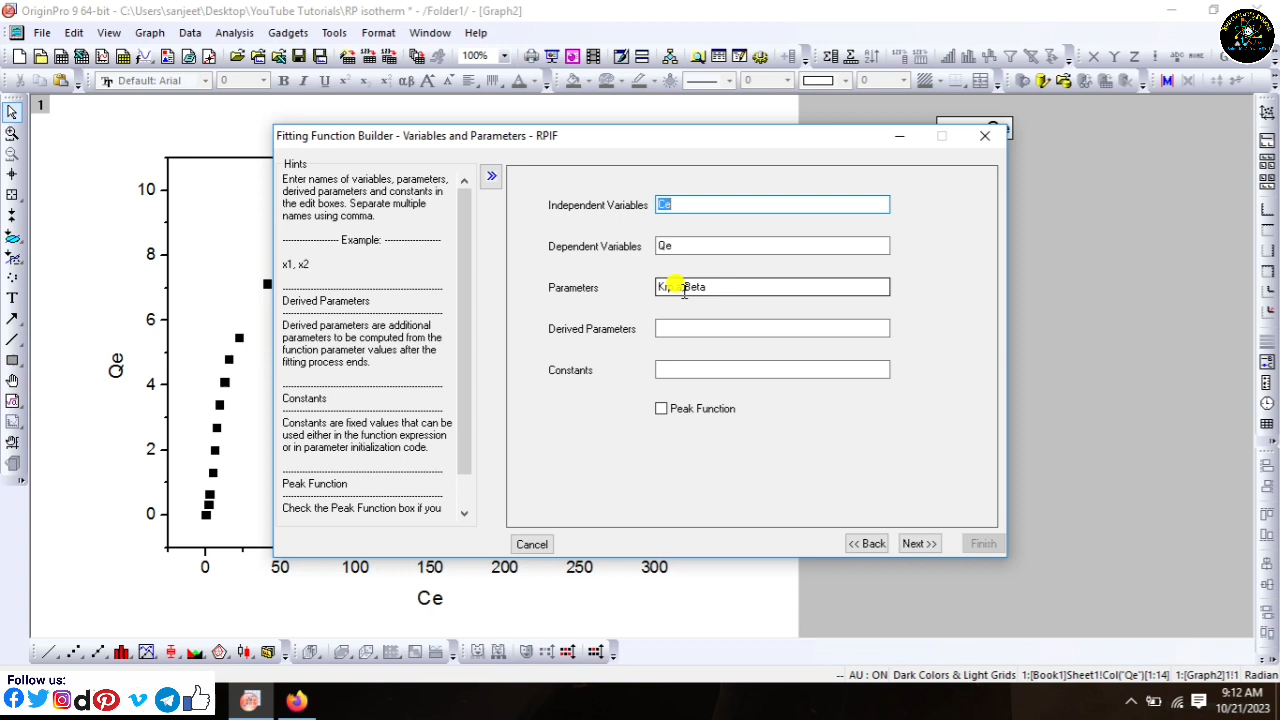 OriginPro 9 64-bit - C:\Users\sanjeet\Desktop\YouTube Tutorials\RP isotherm * - /Folder1/ - [Graph2]
File Edit View Graph Data Analysis Gadgets Tools Format Window Help
100%
Default: Arial 0 B I U x² x₂ αβ A A 0 0
1
Fitting Function Builder - Variables and Parameters - RPIF
Hints
Enter names of variables, parameters,
derived parameters and constants in
the edit boxes. Separate multiple
names using comma.
Example:
x1, x2
Derived Parameters
Derived parameters are additional
parameters to be computed from the
function parameter values after the
fitting process ends.
Constants
Constants are fixed values that can be
used either in the function expression
or in parameter initialization code.
Peak Function
Check the Peak Function box if you
Independent Variables Ce
Dependent Variables Qe
Parameters Beta
Derived Parameters
Constants
Peak Function
Cancel << Back Next >> Finish
10
8
6
4
2
0
Qe
0 50 100 150 200 250 300
Ce
-- AU : ON Dark Colors & Light Grids 1:[Book1]Sheet1!Col("Qe")[1:14] 1:[Graph2]1!1 Radian
Follow us:
9:12 AM
10/21/2023